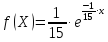 f(X)=1/15 · e^(-1/15 · x)